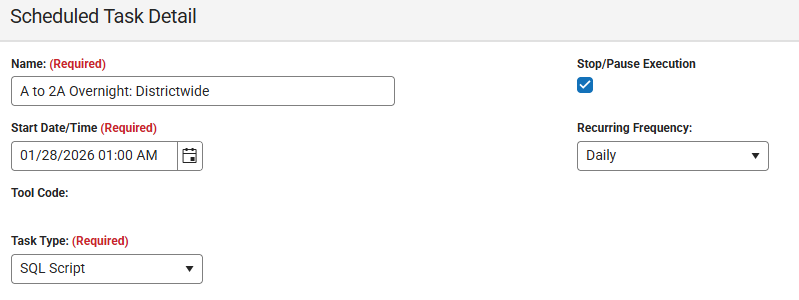 Scheduled Task Detail
Name: (Required)
Stop/Pause Execution
A to 2A Overnight: Districtwide
Start Date/Time (Required)
Recurring Frequency:
01/28/2026 01:00 AM
Daily
Tool Code:
Task Type: (Required)
SQL Script